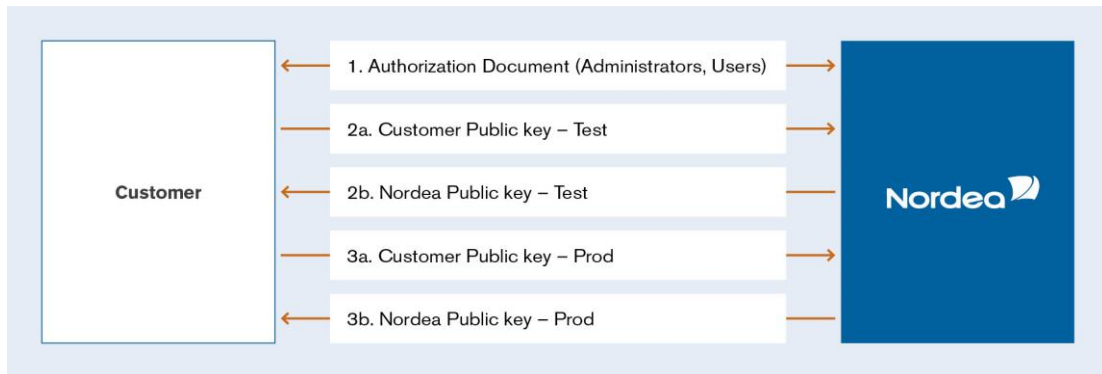 1. Authorization Document (Administrators, Users)
2a. Customer Public key – Test
Customer
2b. Nordea Public key – Test
Nordea
3a. Customer Public key – Prod
3b. Nordea Public key – Prod